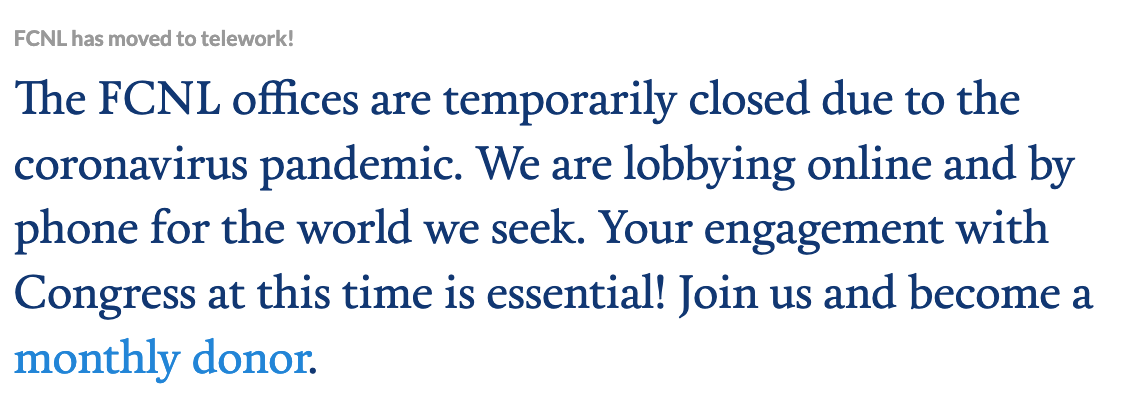 FCNL has moved to telework!
The FCNL offices are temporarily closed due to the
coronavirus pandemic. We are lobbying online and by
phone for the world we seek. Your engagement with
Congress at this time is essential! Join us and become a
monthly donor.